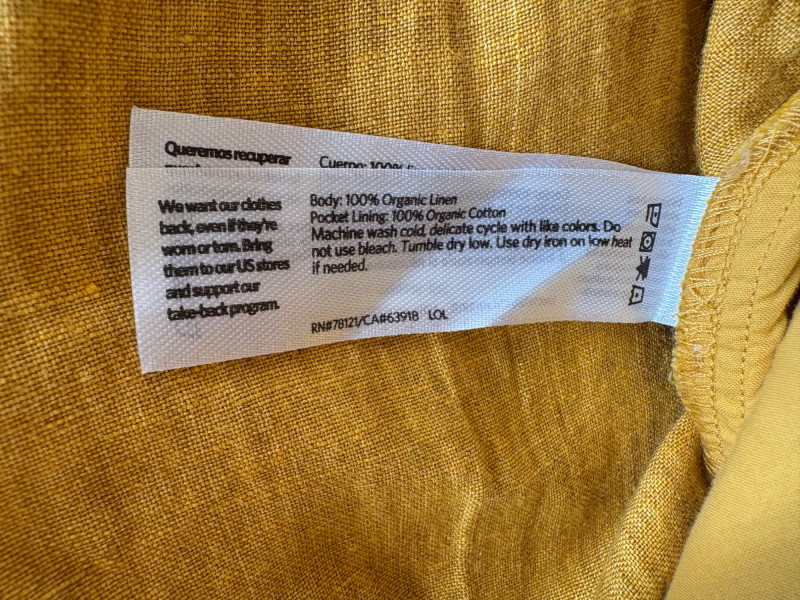 Queremos recuperar
Cuerpo: 100%
We want our clothes
back, even if they're
worn or torn. Bring
them to our US stores
and support our
take-back program.
Body: 100% Organic Linen
Pocket Lining: 100% Organic Cotton
Machine wash cold, delicate cycle with like colors. Do
not use bleach. Tumble dry low. Use dry iron on low heat
if needed.
RN#78121/CA#63918 LOL